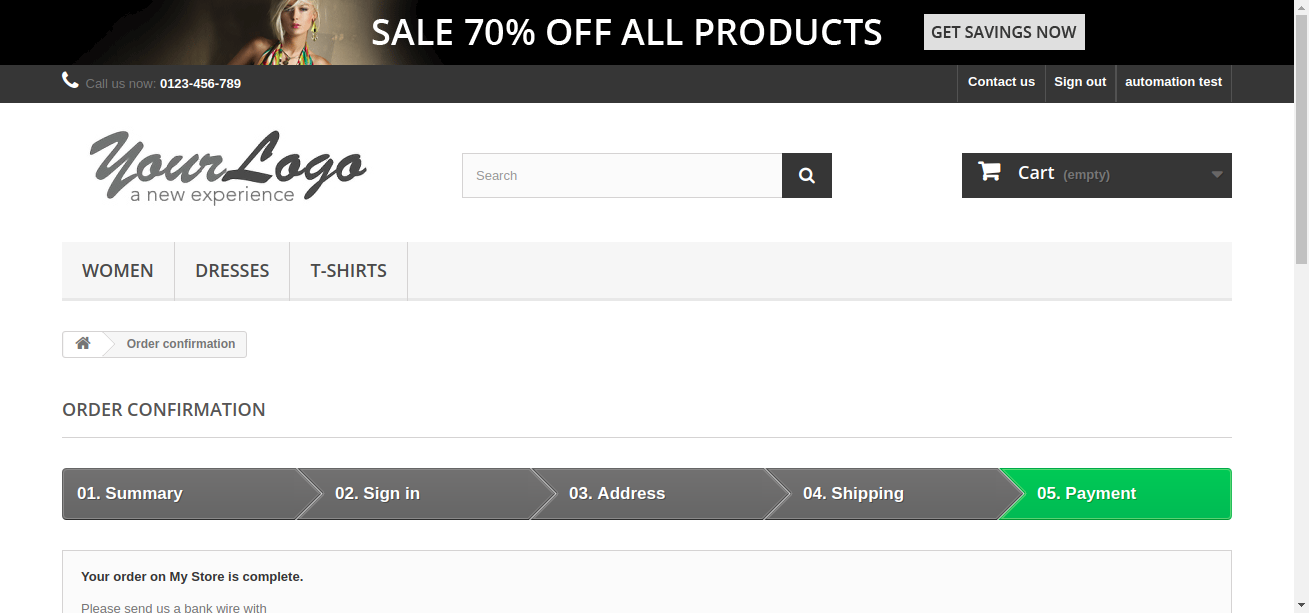 SALE 70% OFF ALL PRODUCTS GET SAVINGS NOW
Call us now: 0123-456-789 Contact us Sign out automation test
Your Logo
a new experience
Search
Cart (empty)
WOMEN DRESSES T-SHIRTS
Order confirmation
ORDER CONFIRMATION
01. Summary 02. Sign in 03. Address 04. Shipping 05. Payment
Your order on My Store is complete.
Please send us a bank wire with